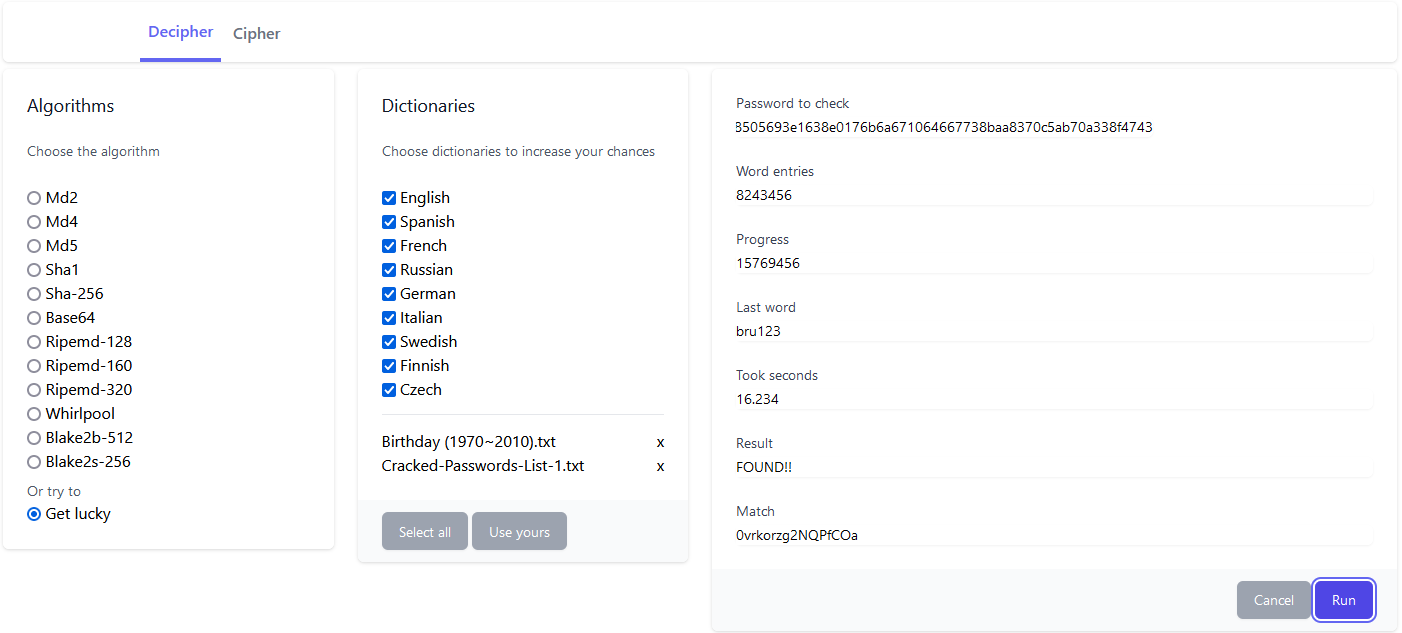 Decipher
Cipher
Algorithms
Choose the algorithm
Md2
Md4
Md5
Sha1
Sha-256
Base64
Ripemd-128
Ripemd-160
Ripemd-320
Whirlpool
Blake2b-512
Blake2s-256
Or try to
Get lucky
Dictionaries
Choose dictionaries to increase your chances
English
Spanish
French
Russian
German
Italian
Swedish
Finnish
Czech
Birthday (1970~2010).txt x
Cracked-Passwords-List-1.txt x
Select all
Use yours
Password to check
8505693e1638e0176b6a671064667738baa8370c5ab70a338f4743
Word entries
8243456
Progress
15769456
Last word
bru123
Took seconds
16.234
Result
FOUND!!
Match
0vrkorzg2NQPfCOa
Cancel
Run